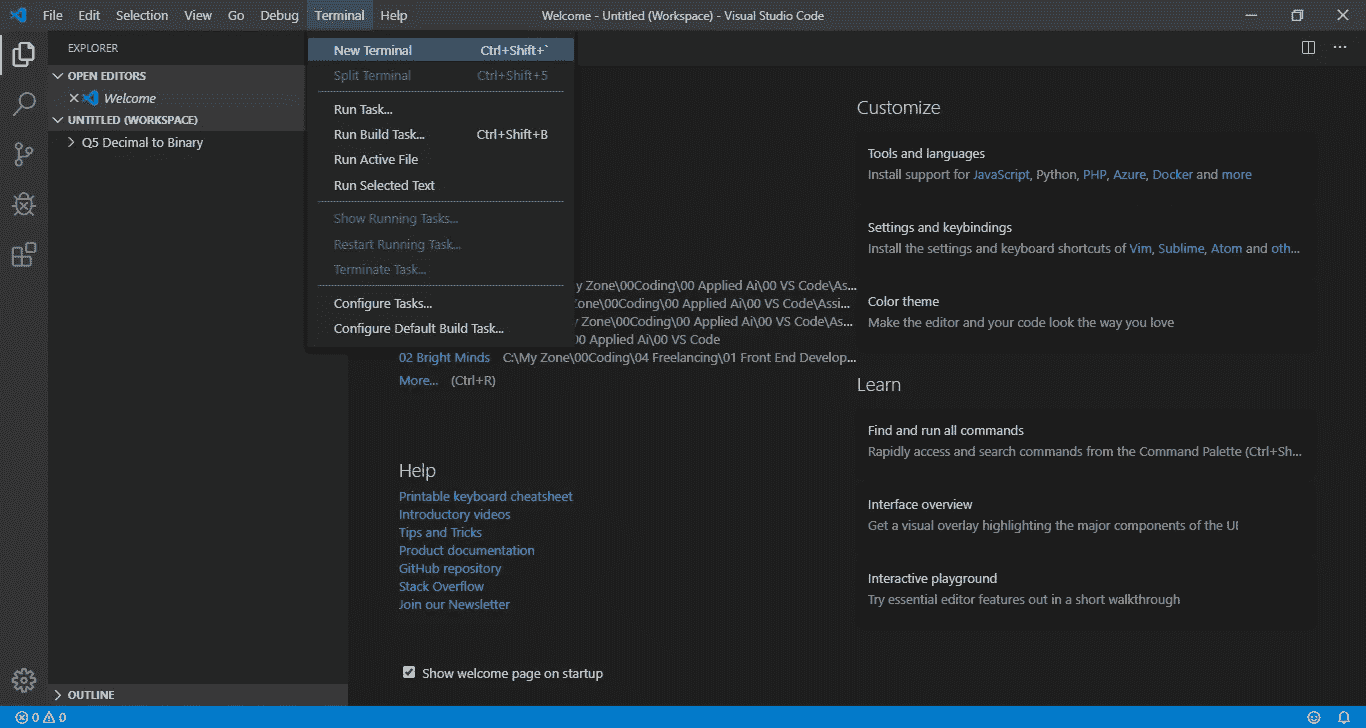 File Edit Selection View Go Debug Terminal Help
Welcome - Untitled (Workspace) - Visual Studio Code
EXPLORER
OPEN EDITORS
Welcome
UNTITLED (WORKSPACE)
Q5 Decimal to Binary
OUTLINE
New Terminal Ctrl+Shift+`
Split Terminal Ctrl+Shift+5
Run Task...
Run Build Task... Ctrl+Shift+B
Run Active File
Run Selected Text
Show Running Tasks...
Restart Running Task...
Terminate Task...
Configure Tasks...
Configure Default Build Task...
y Zone\00Coding\00 Applied Ai\00 VS Code\As...
Zone\00Coding\00 Applied Ai\00 VS Code\Assi...
y Zone\00Coding\00 Applied Ai\00 VS Code\As...
00 Applied Ai\00 VS Code
02 Bright Minds C:\My Zone\00Coding\04 Freelancing\01 Front End Develop...
More... (Ctrl+R)
Help
Printable keyboard cheatsheet
Introductory videos
Tips and Tricks
Product documentation
GitHub repository
Stack Overflow
Join our Newsletter
Show welcome page on startup
Customize
Tools and languages
Install support for JavaScript, Python, PHP, Azure, Docker and more
Settings and keybindings
Install the settings and keyboard shortcuts of Vim, Sublime, Atom and oth...
Color theme
Make the editor and your code look the way you love
Learn
Find and run all commands
Rapidly access and search commands from the Command Palette (Ctrl+Sh...
Interface overview
Get a visual overlay highlighting the major components of the UI
Interactive playground
Try essential editor features out in a short walkthrough
0 0